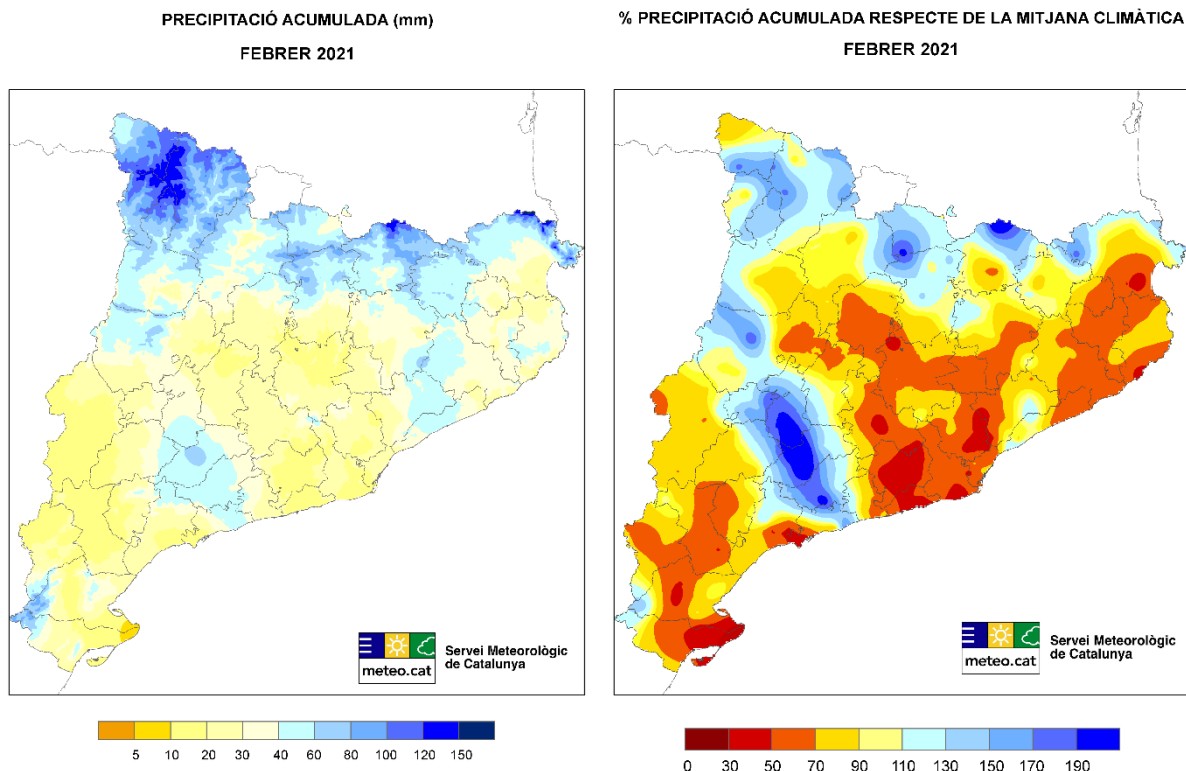 PRECIPITACIÓ ACUMULADA (mm)
FEBRER 2021
% PRECIPITACIÓ ACUMULADA RESPECTE DE LA MITJANA CLIMÀTICA
FEBRER 2021
meteo.cat
Servei Meteorològic
de Catalunya
meteo.cat
Servei Meteorològic
de Catalunya
5 10 20 30 40 60 80 100 120 150
0 30 50 70 90 110 130 150 170 190